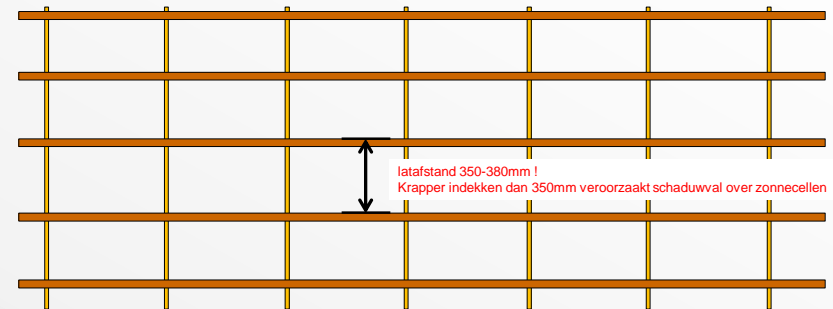 latafstand 350-380mm !
Krapper indekken dan 350mm veroorzaakt schaduwval over zonnecellen